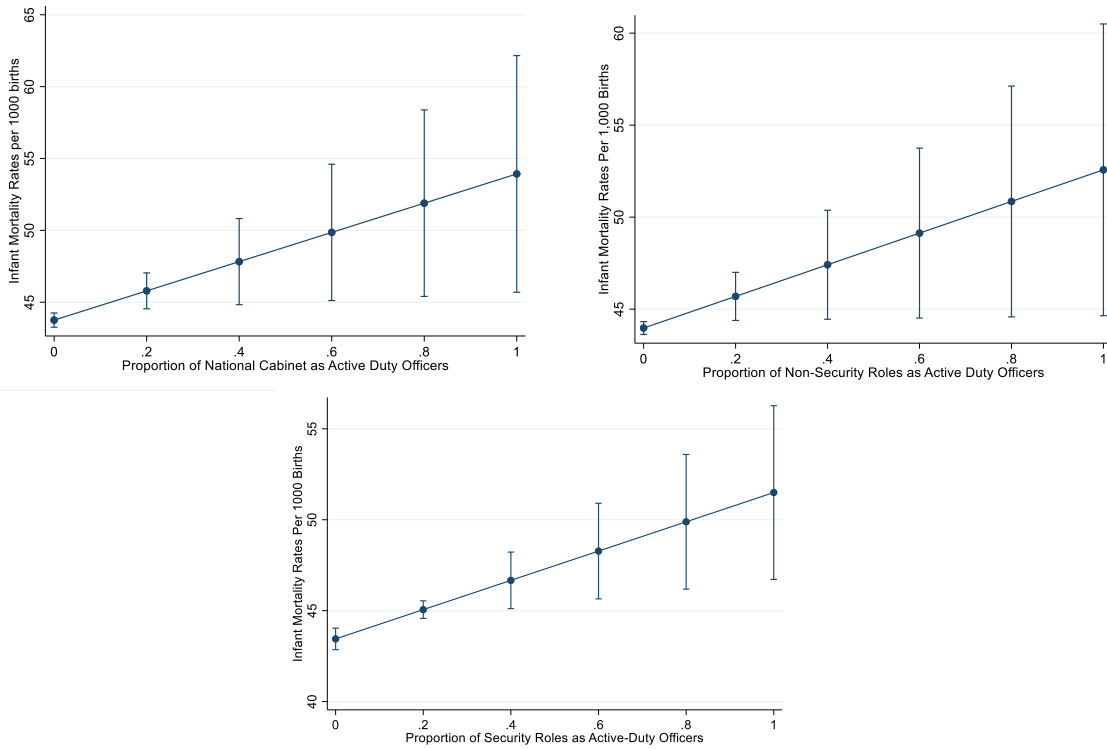 Infant Mortality Rates per 1000 births
65
60
55
50
45
0 .2 .4 .6 .8 1
Proportion of National Cabinet as Active Duty Officers
Infant Mortality Rates Per 1,000 Births
60
55
50
45
0 .2 .4 .6 .8 1
Proportion of Non-Security Roles as Active Duty Officers
Infant Mortality Rates Per 1000 Births
55
50
45
40
0 .2 .4 .6 .8 1
Proportion of Security Roles as Active-Duty Officers